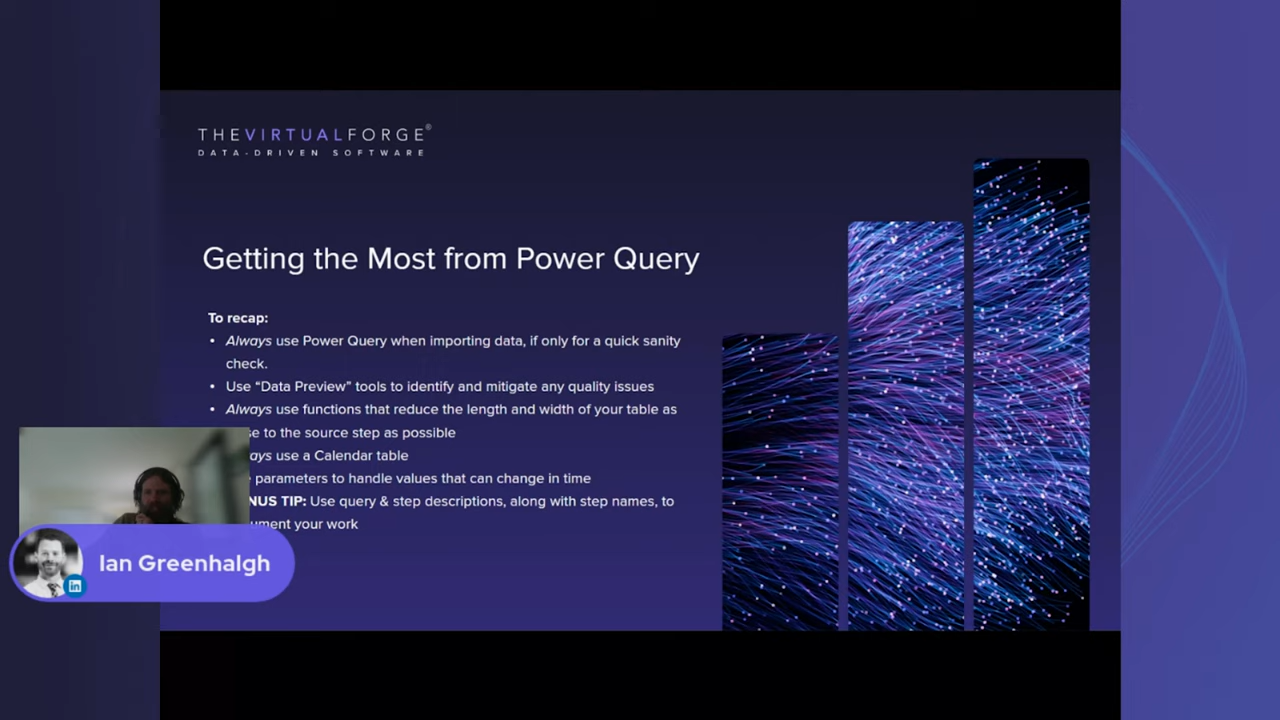 THEVIRTUALFORGE®
DATA-DRIVEN SOFTWARE
Getting the Most from Power Query
To recap:
• Always use Power Query when importing data, if only for a quick sanity
check.
• Use “Data Preview” tools to identify and mitigate any quality issues
• Always use functions that reduce the length and width of your table as
to the source step as possible
use a Calendar table
parameters to handle values that can change in time
TIP: Use query & step descriptions, along with step names, to
your work
Ian Greenhalgh
in